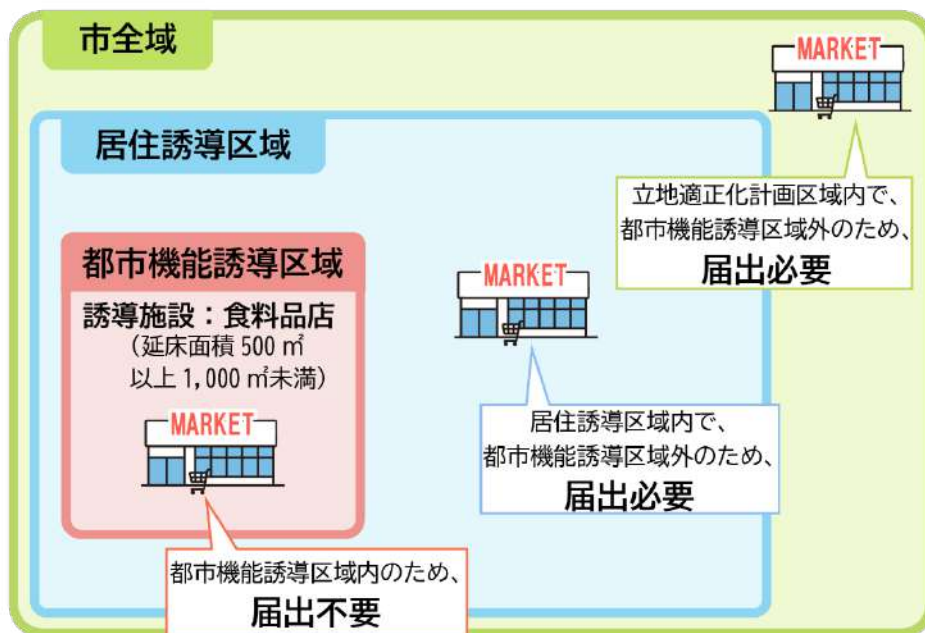 市全域
MARKET
立地適正化計画区域内で、
都市機能誘導区域外のため、
届出必要
居住誘導区域
都市機能誘導区域
誘導施設：食料品店
（延床面積 500 ㎡
以上 1,000 ㎡未満）
MARKET
都市機能誘導区域内のため、
届出不要
MARKET
居住誘導区域内で、
都市機能誘導区域外のため、
届出必要